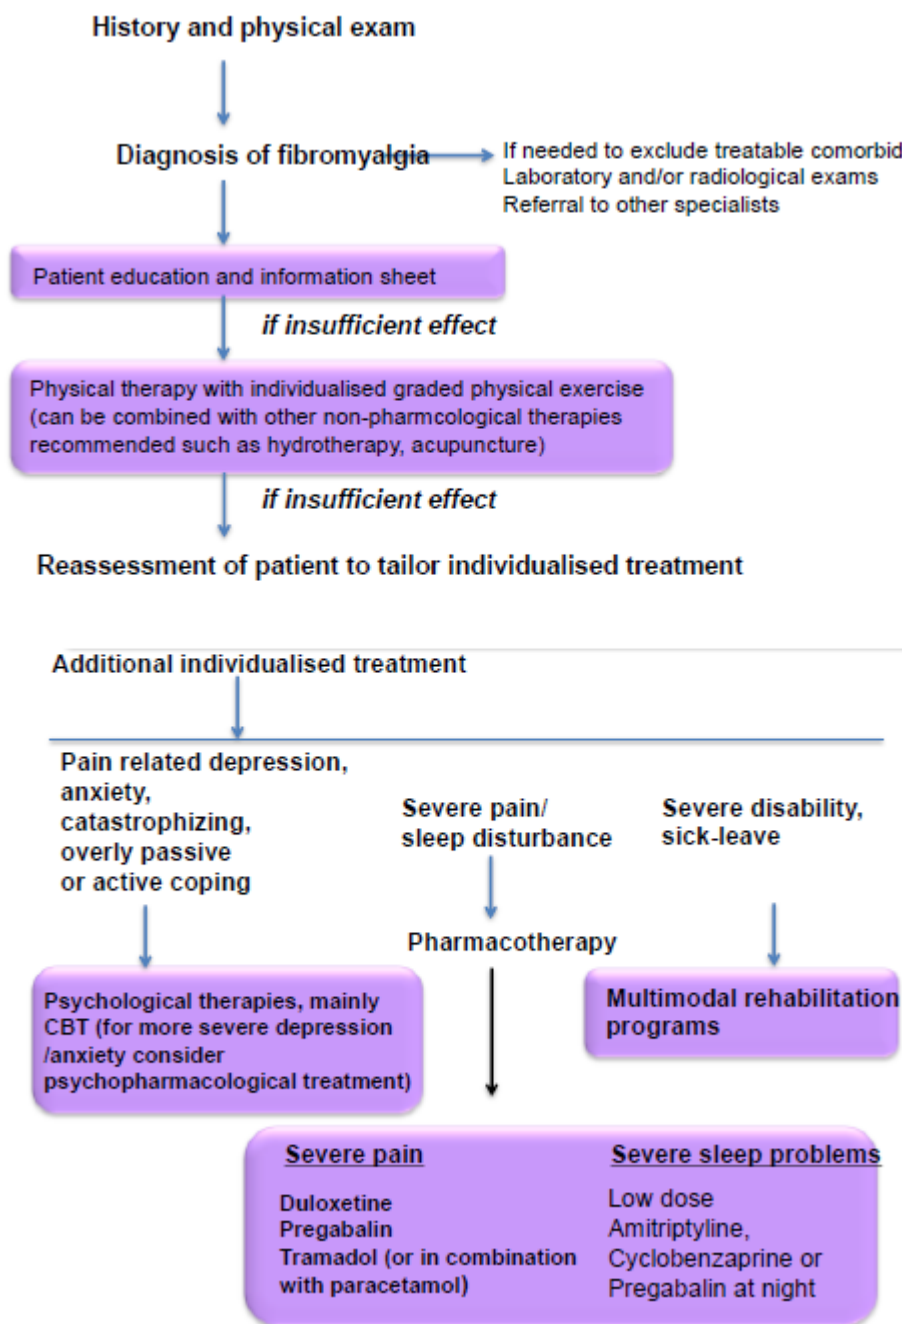 History and physical exam
Diagnosis of fibromyalgia
If needed to exclude treatable comorbid
Laboratory and/or radiological exams
Referral to other specialists
Patient education and information sheet
if insufficient effect
Physical therapy with individualised graded physical exercise
(can be combined with other non-pharmcological therapies
recommended such as hydrotherapy, acupuncture)
if insufficient effect
Reassessment of patient to tailor individualised treatment
Additional individualised treatment
Pain related depression,
anxiety,
catastrophizing,
overly passive
or active coping
Severe pain/
sleep disturbance
Severe disability,
sick-leave
Pharmacotherapy
Psychological therapies, mainly
CBT (for more severe depression
/anxiety consider
psychopharmacological treatment)
Multimodal rehabilitation
programs
Severe pain
Duloxetine
Pregabalin
Tramadol (or in combination
with paracetamol)
Severe sleep problems
Low dose
Amitriptyline,
Cyclobenzaprine or
Pregabalin at night